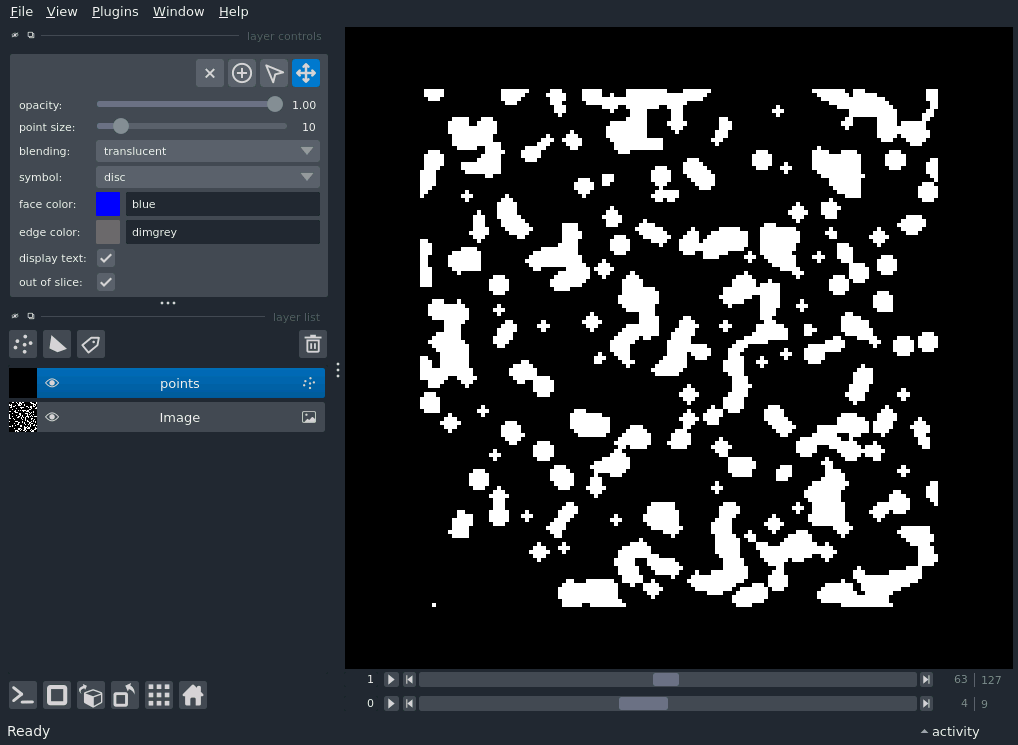 File View Plugins Window Help
layer controls
opacity: 1.00
point size: 10
blending: translucent
symbol: disc
face color: blue
edge color: dimgrey
display text:
out of slice:
layer list
points
Image
1 63 127
0 4 9
Ready activity